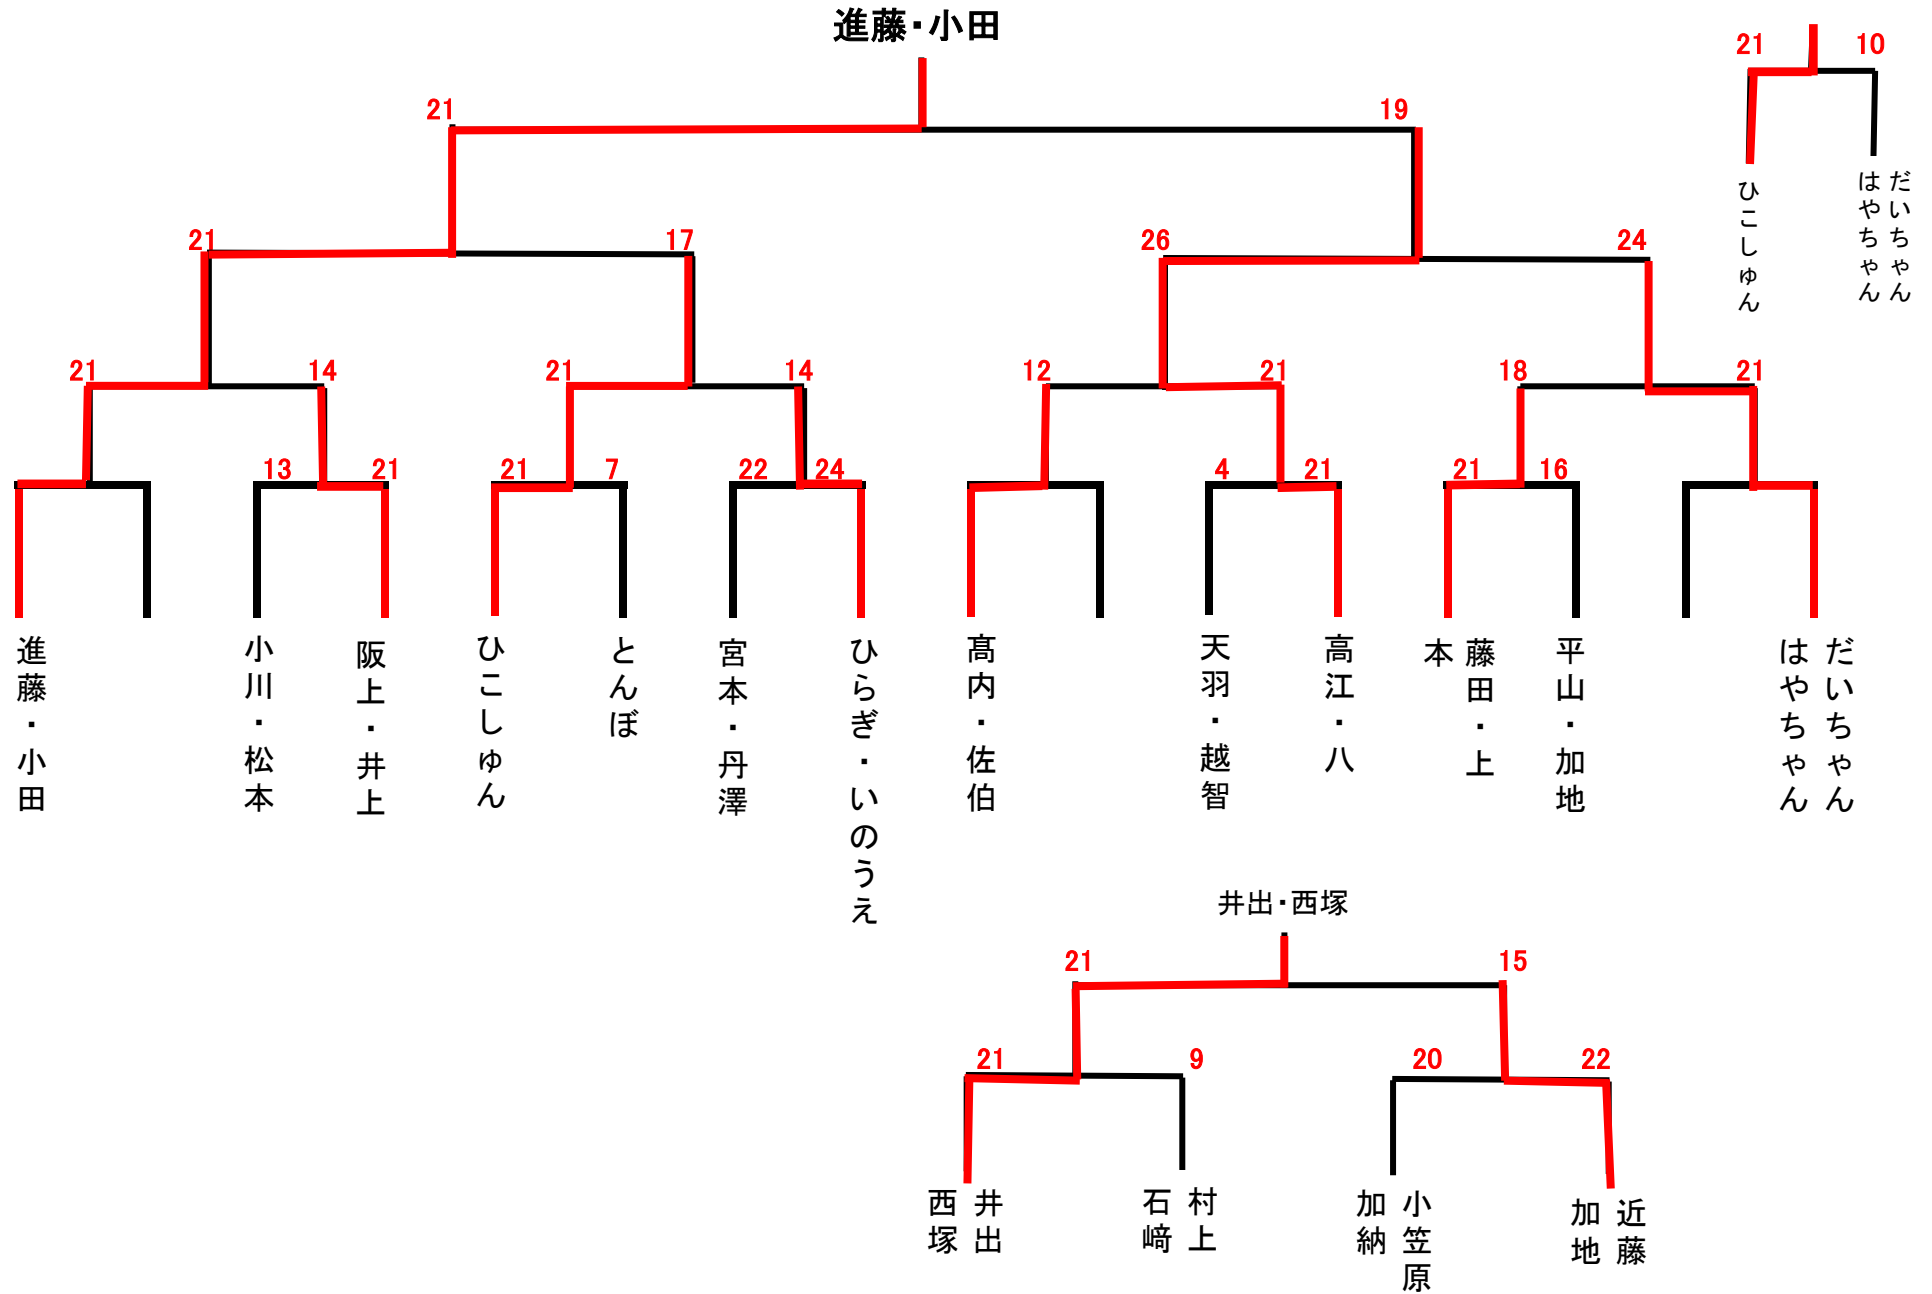 進藤・小田
21
10
21
19
ひこしゅん
だいちゃん
はやちゃん
21
17
26
24
21
14
21
14
12
21
18
21
13
21
21
7
22
24
4
21
21
16
進藤・小田
小川・松本
阪上・井上
ひこしゅん
とんぼ
宮本・丹澤
ひらぎ・いのうえ
髙内・佐伯
天羽・越智
高江・八
藤田・上
本
平山・加地
だいちゃん
はやちゃん
井出・西塚
21
15
21
9
20
22
井出
西塚
村上
石﨑
小笠原
加納
近藤
加地